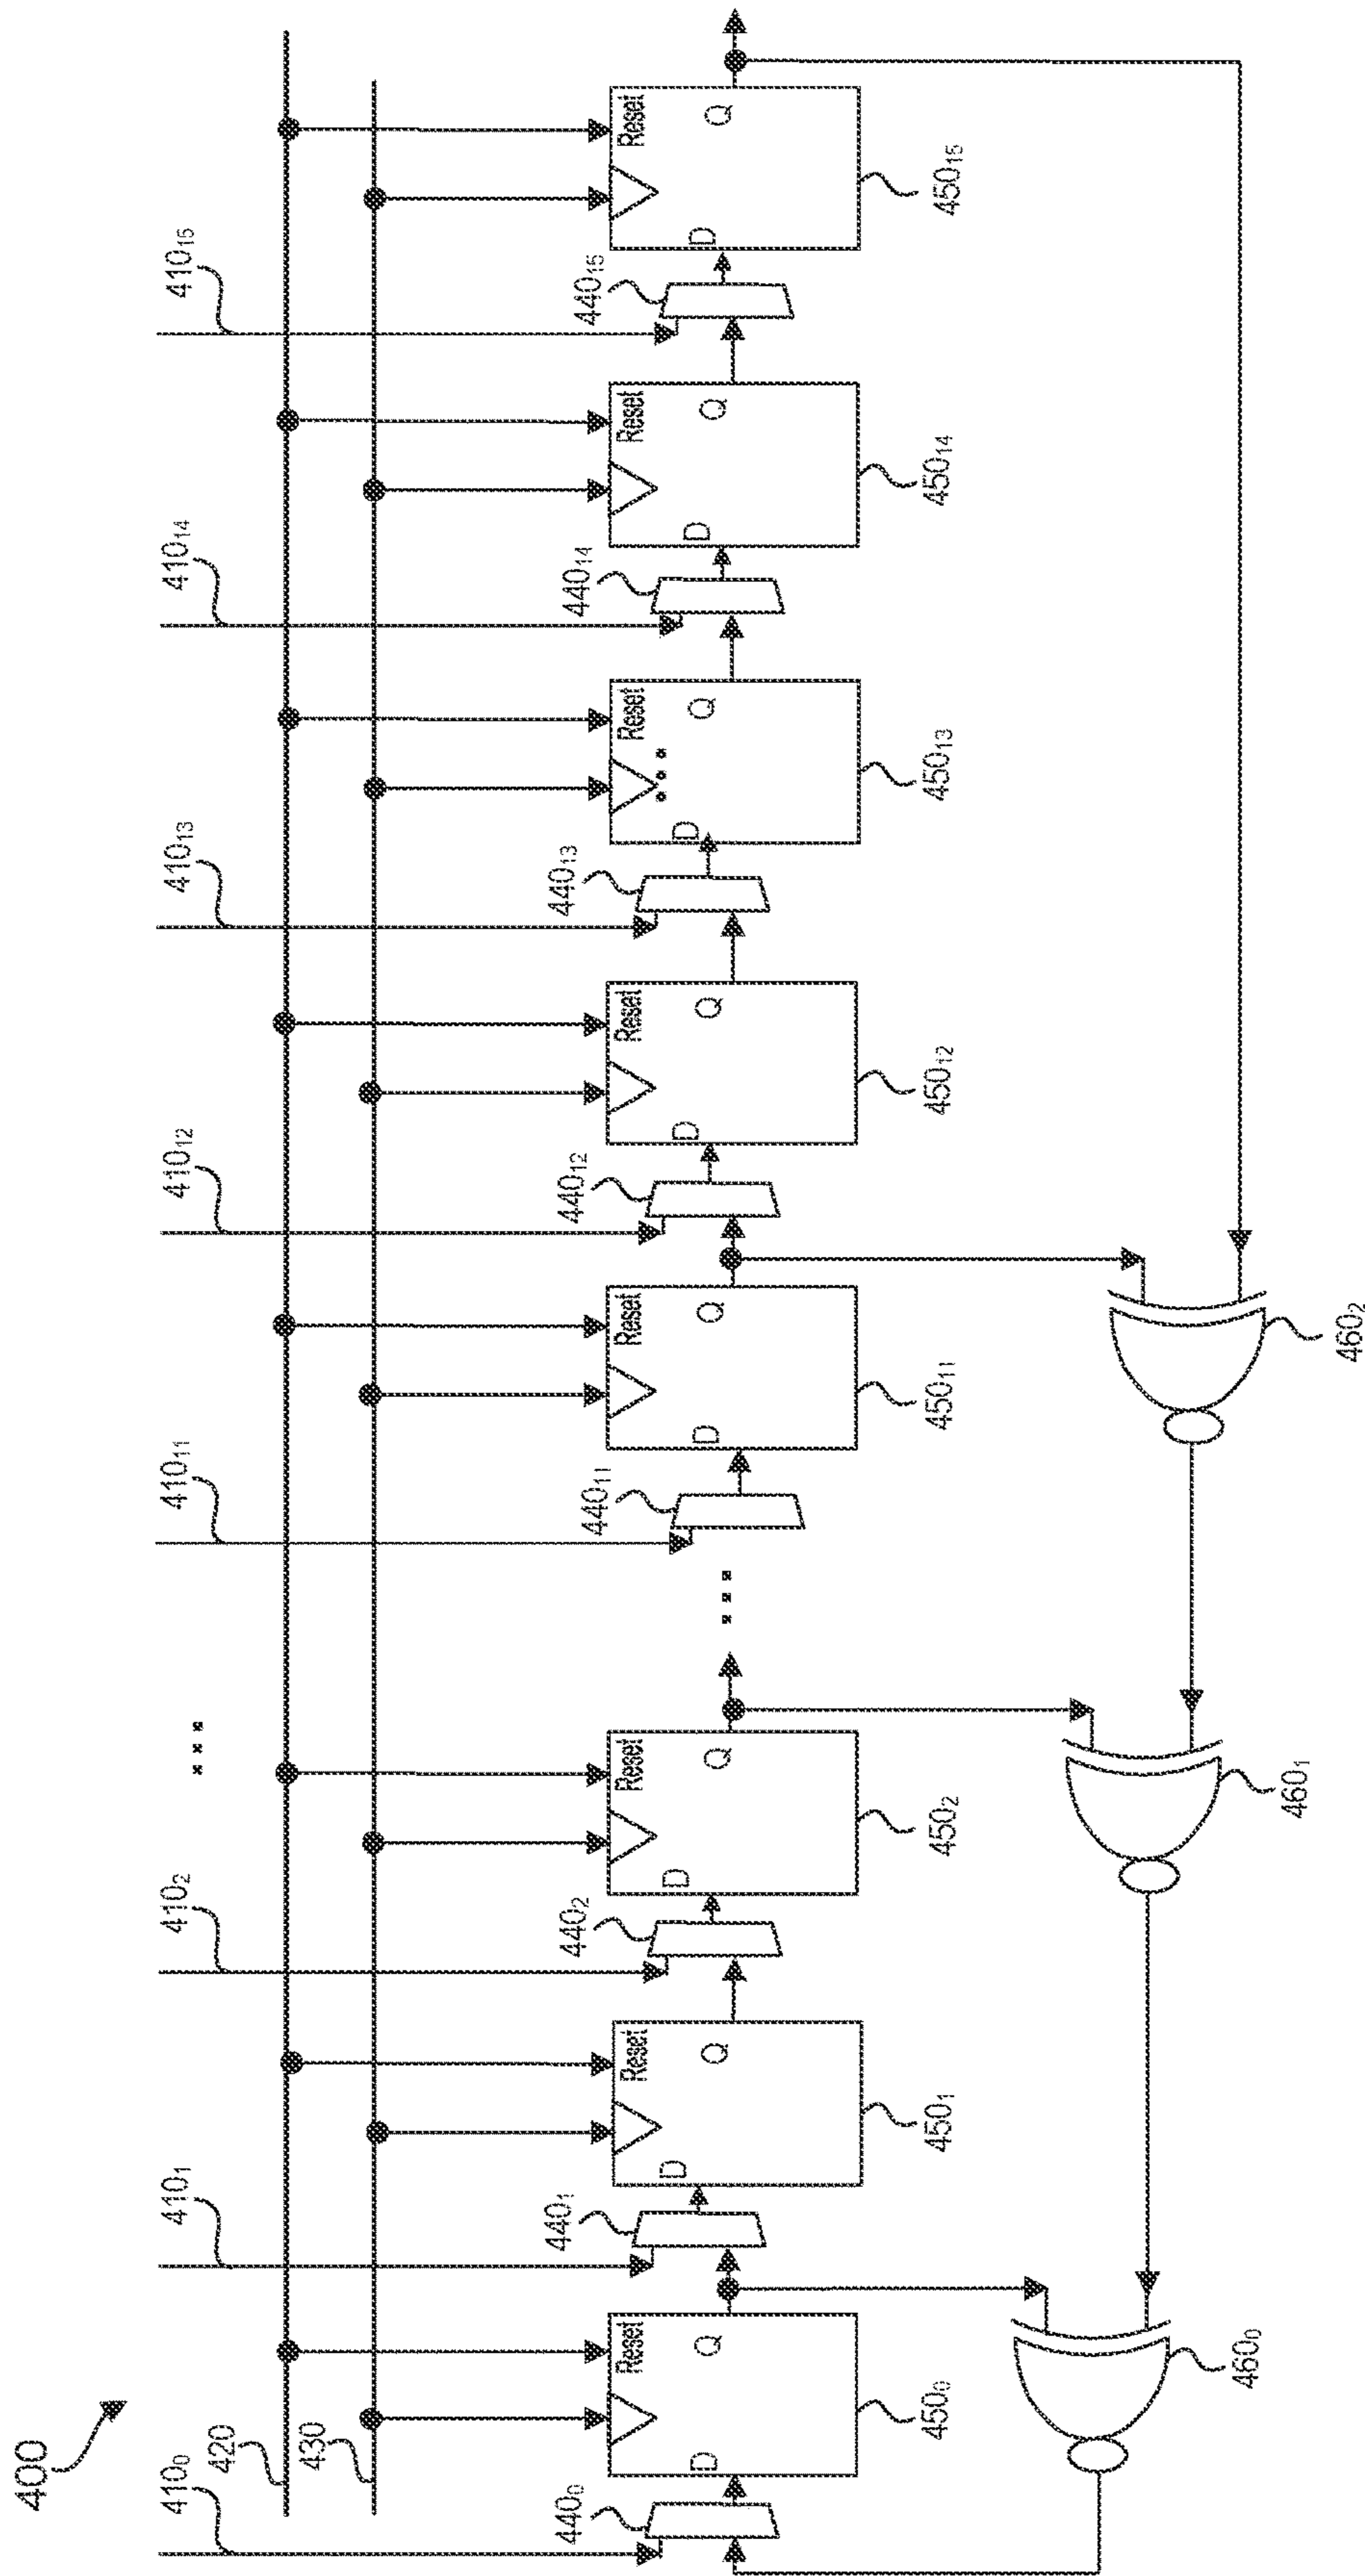 400
410₀ 410₁ 410₂ ... 410₁₁ 410₁₂ 410₁₃ 410₁₄ 410₁₅
420
430
440₀ 440₁ 440₂ 440₁₁ 440₁₂ 440₁₃ 440₁₄ 440₁₅
Reset Reset Reset Reset Reset Reset Reset Reset
...
D Q D Q D Q ... D Q D Q D Q D Q D Q
450₀ 450₁ 450₂ 450₁₁ 450₁₂ 450₁₃ 450₁₄ 450₁₅
460₀ 460₁ 460₂